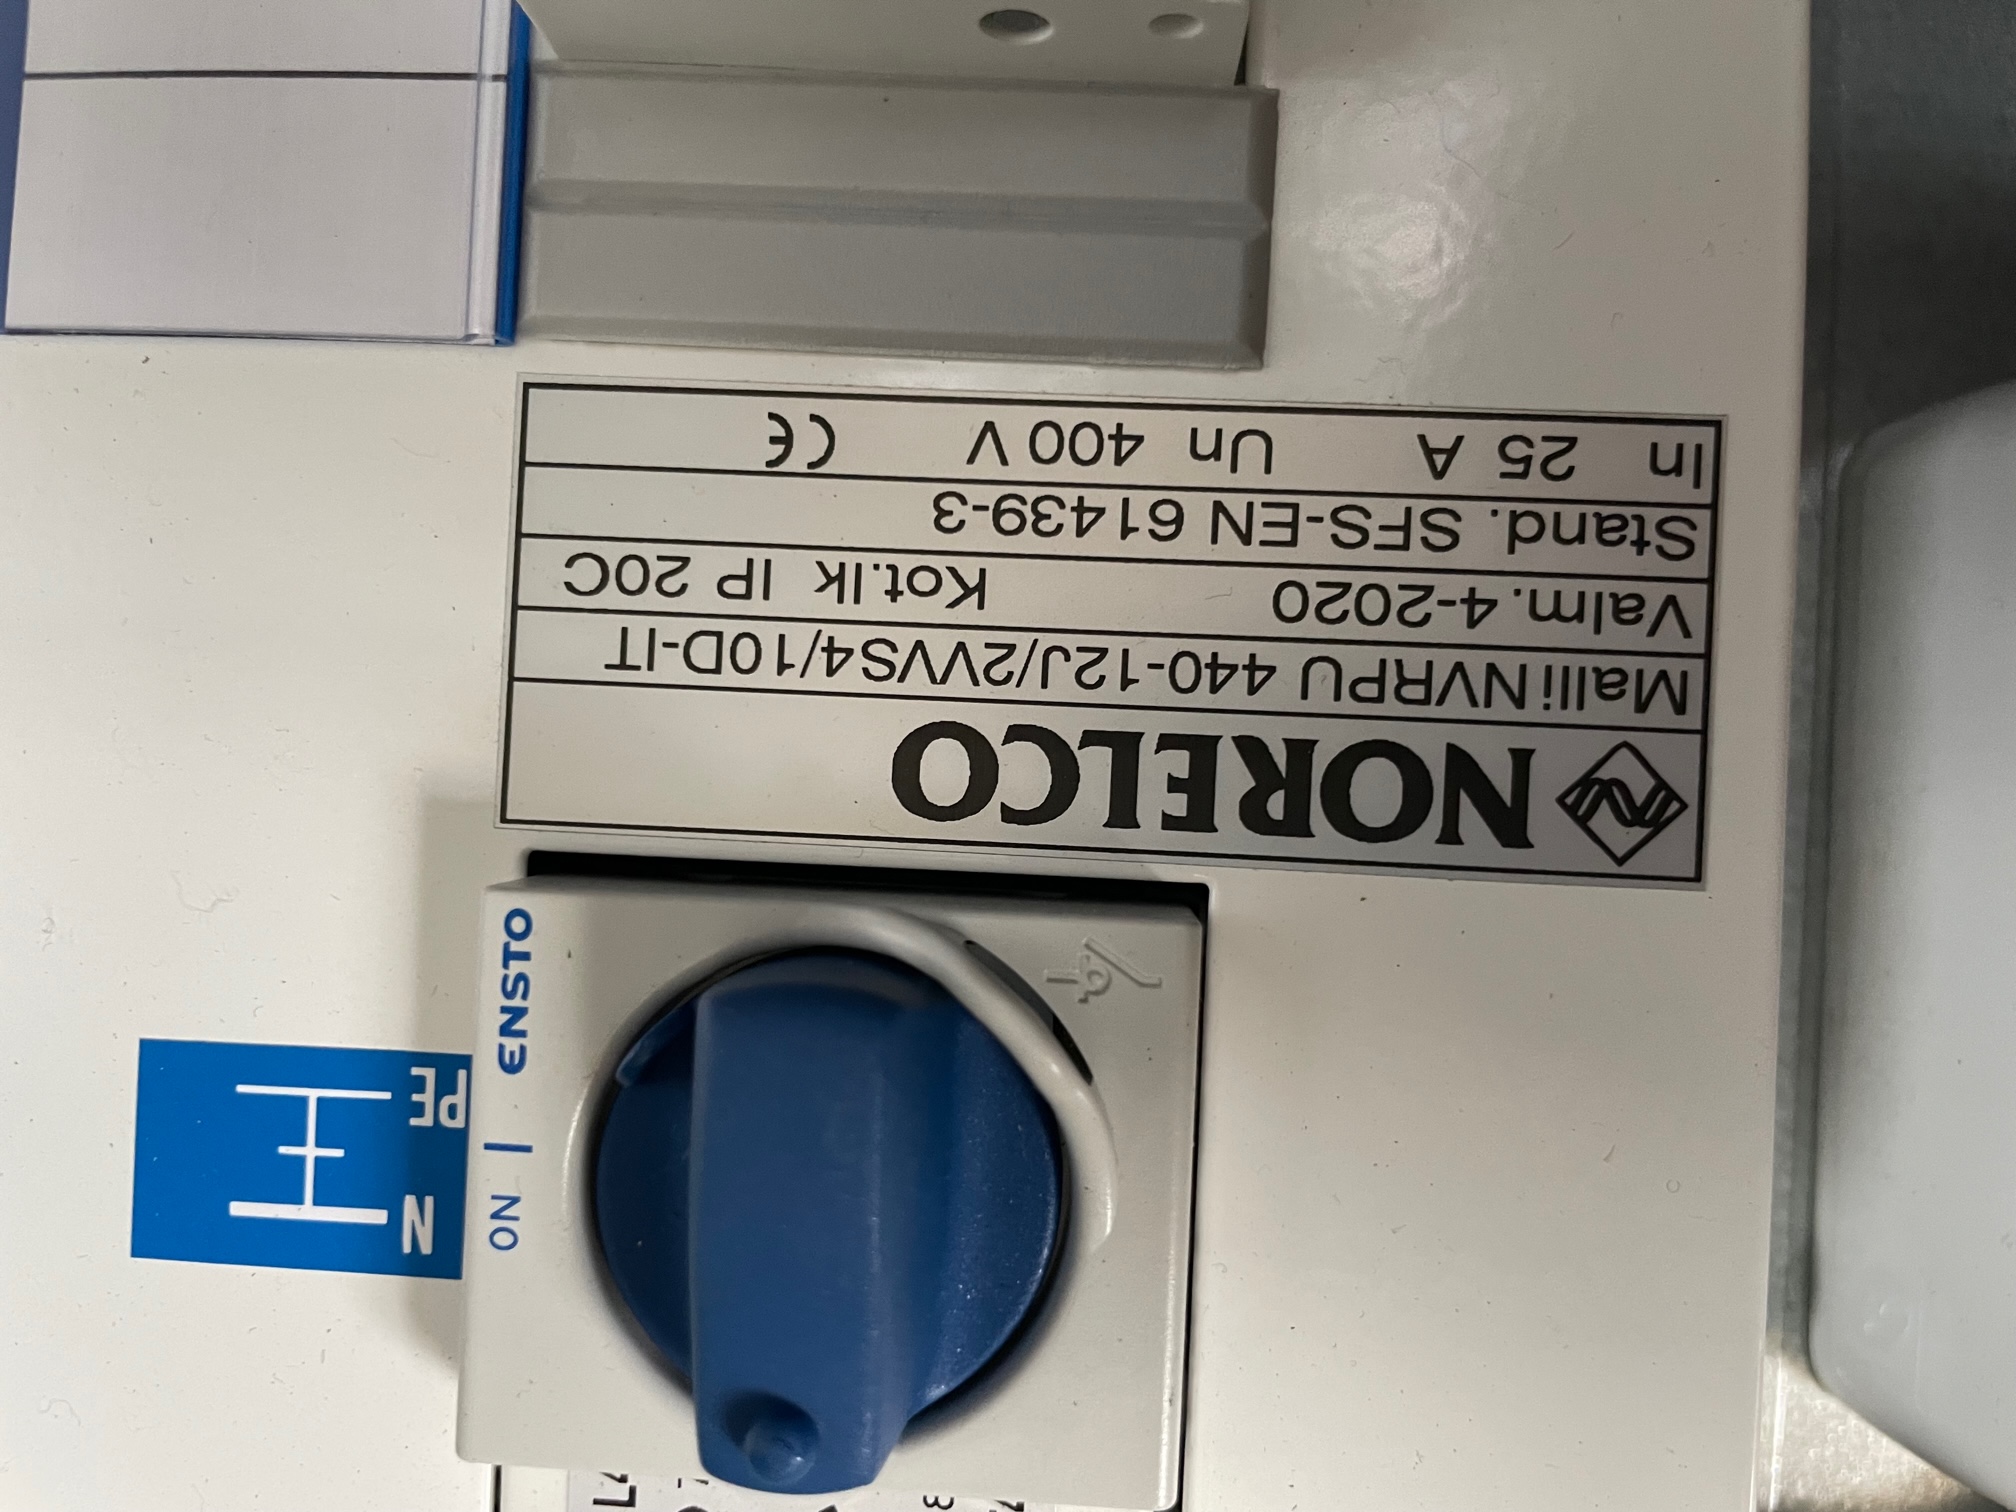 NORELCO
Malli NVRPU 440-12J/2VVS4/10D-IT
Valm. 4-2020 Kot.lk IP 20C
Stand. SFS-EN 61439-3
In 25 A Un 400 V CE
ENSTO
ON |
N
PE